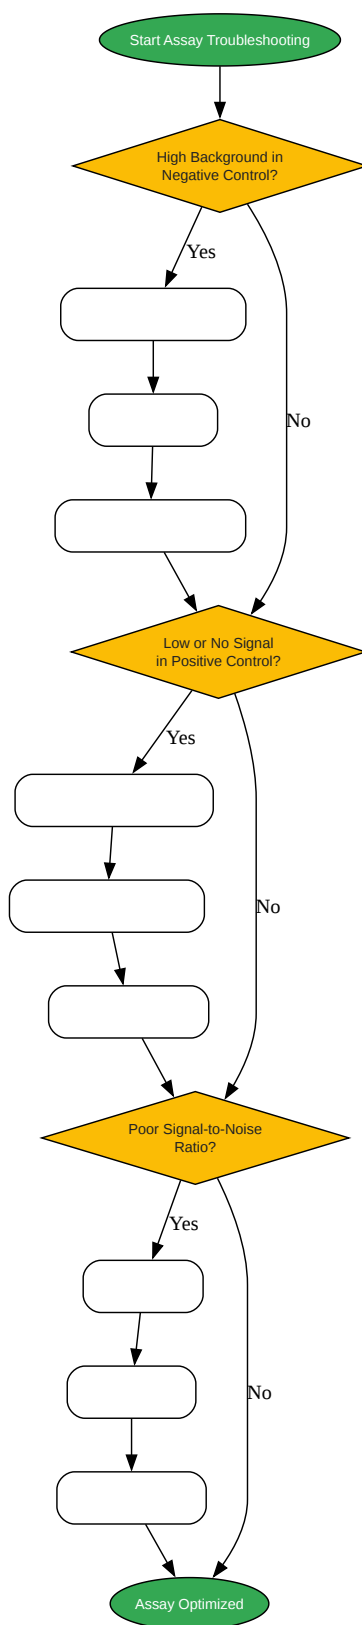 Start Assay Troubleshooting
High Background in
Negative Control?
Yes
No
Low or No Signal
in Positive Control?
Yes
No
Poor Signal-to-Noise
Ratio?
Yes
No
Assay Optimized